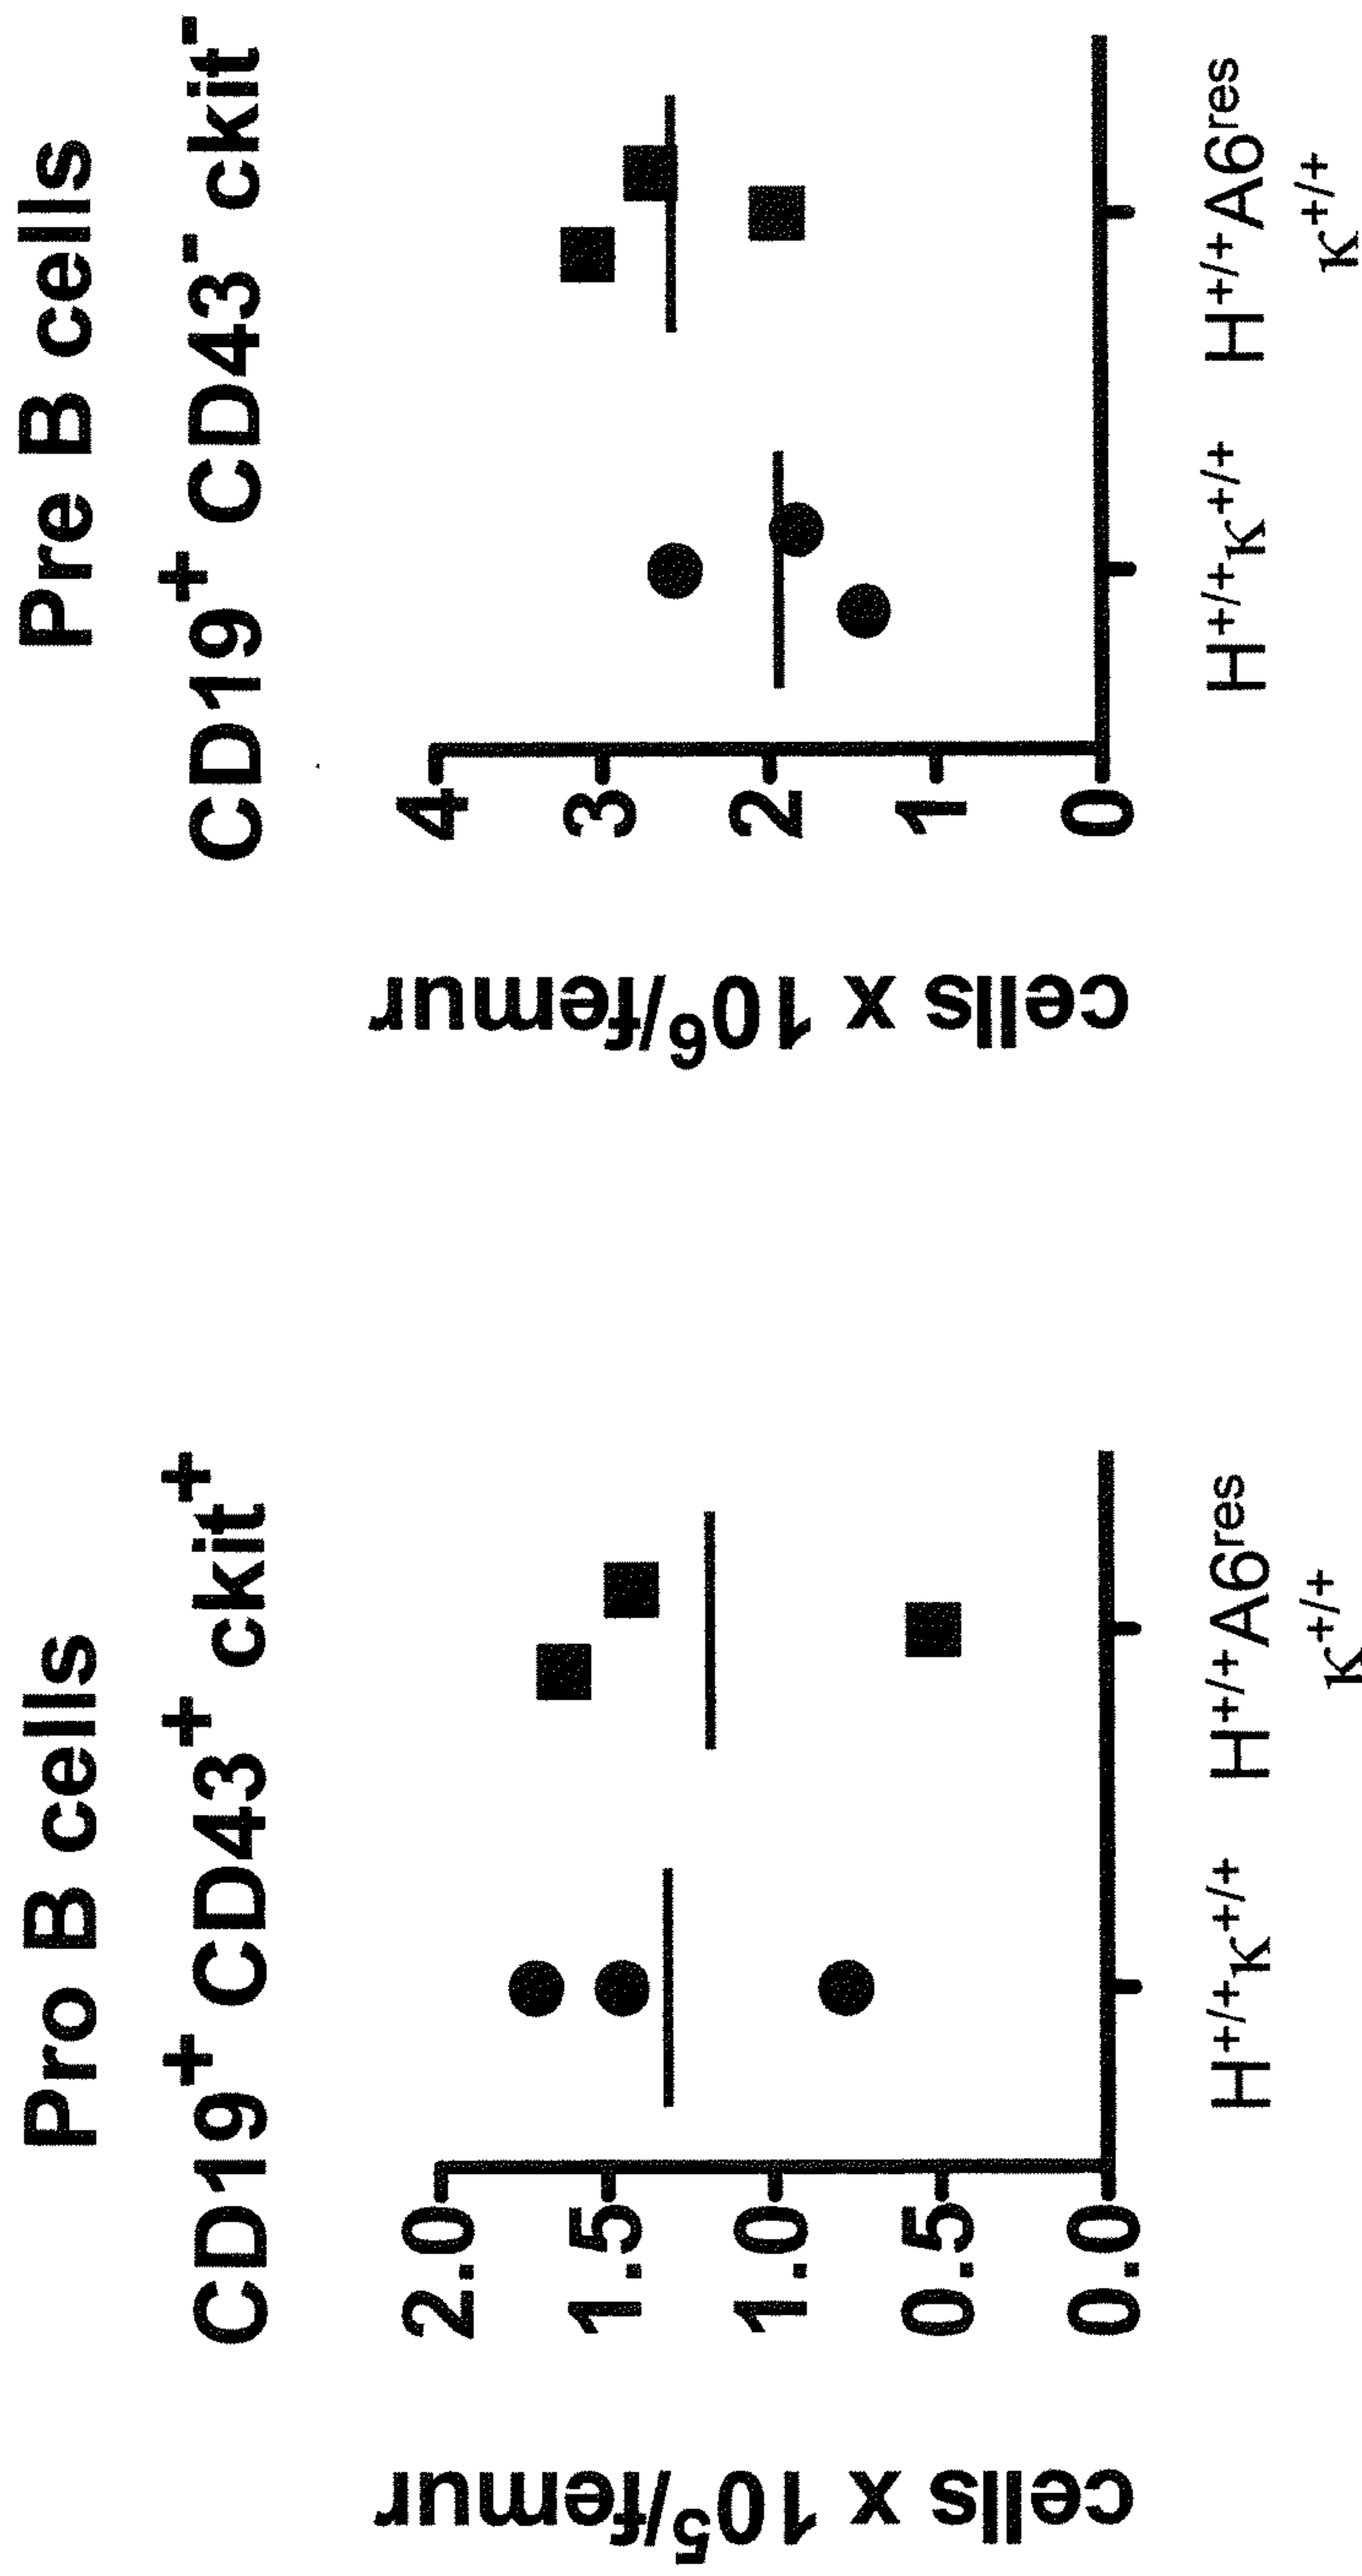 Pro B cells
CD19⁺ CD43⁺ ckit⁺
cells x 10⁵/femur
2.0
1.5
1.0
0.5
0.0
H⁺/⁺κ⁺/⁺
H⁺/⁺A6ʳᵉˢ
κ⁺/⁺
Pre B cells
CD19⁺ CD43⁻ ckit⁻
cells x 10⁶/femur
4
3
2
1
0
H⁺/⁺κ⁺/⁺
H⁺/⁺A6ʳᵉˢ
κ⁺/⁺